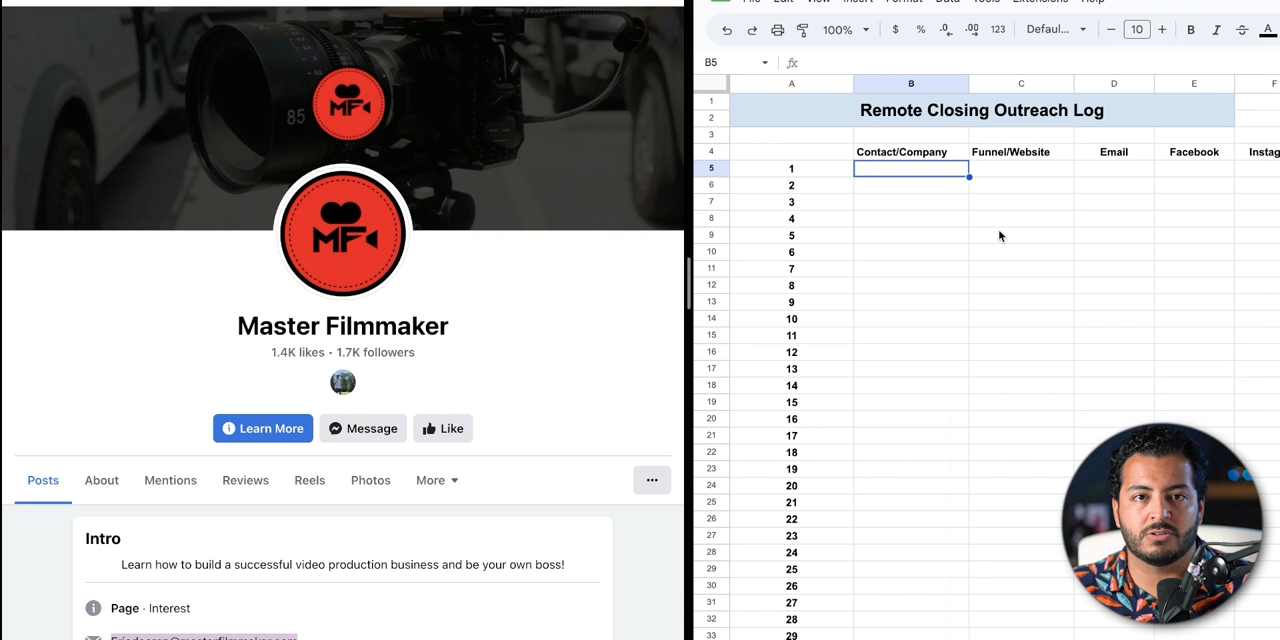 85
MF
MF
Master Filmmaker
1.4K likes • 1.7K followers
Learn More
Message
Like
Posts
About
Mentions
Reviews
Reels
Photos
More
Intro
Learn how to build a successful video production business and be your own boss!
Page · Interest
100%
$
%
.0
.00
123
Defaul...
10
B
I
A
B5
fx
A B C D E F
1
Remote Closing Outreach Log
2
3
4 Contact/Company Funnel/Website Email Facebook Instag
5 1
6 2
7 3
8 4
9 5
10 6
11 7
12 8
13 9
14 10
15 11
16 12
17 13
18 14
19 15
20 16
21 17
22 18
23 19
24 20
25 21
26 22
27 23
28 24
29 25
30 26
31 27
32 28
33 29